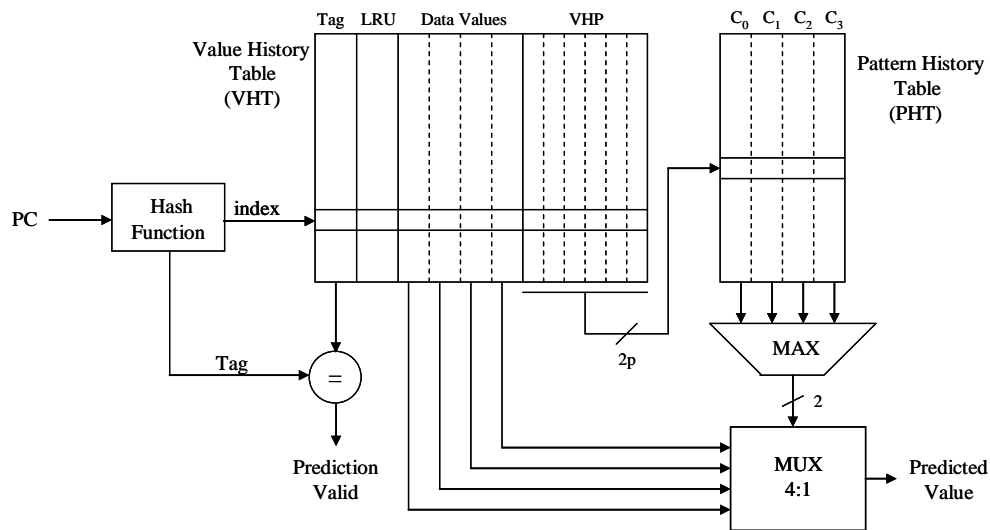 Tag LRU Data Values VHP
C0 C1 C2 C3
Value History
Table
(VHT)
Pattern History
Table
(PHT)
PC
Hash
Function
index
2p
MAX
Tag
=
2
Prediction
Valid
MUX
4:1
Predicted
Value